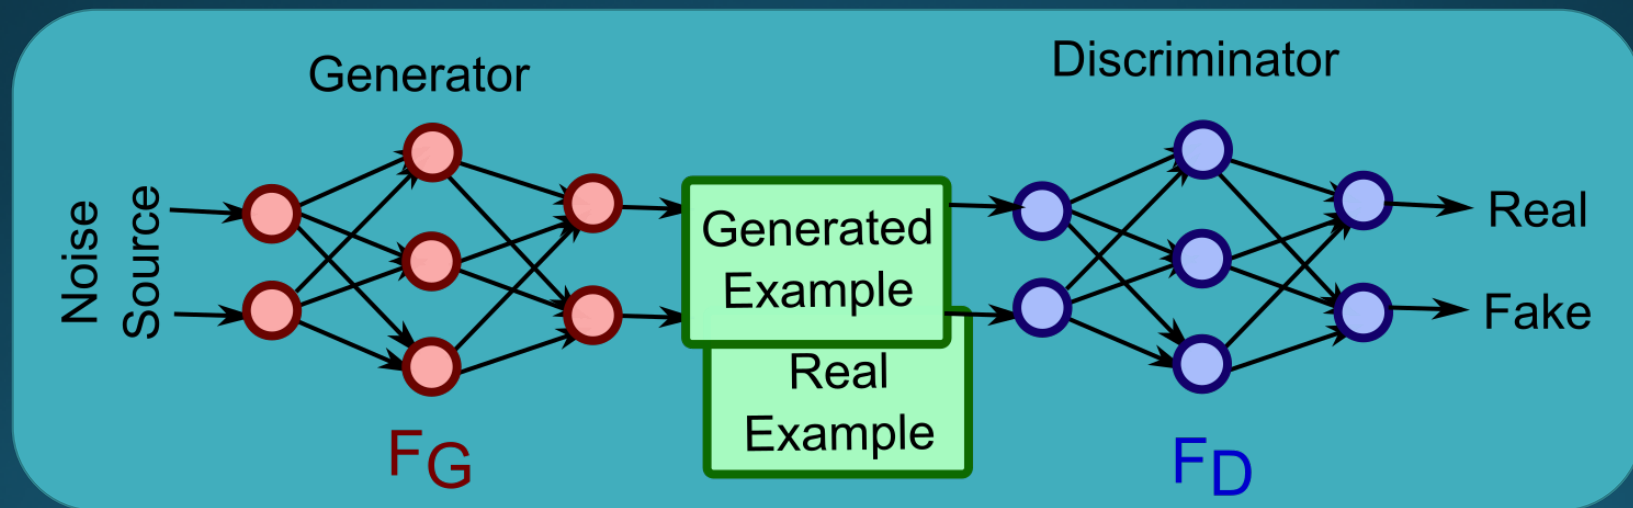 Generator
Discriminator
Noise
Source
Generated
Example
Real
Example
Real
Fake
FG
FD